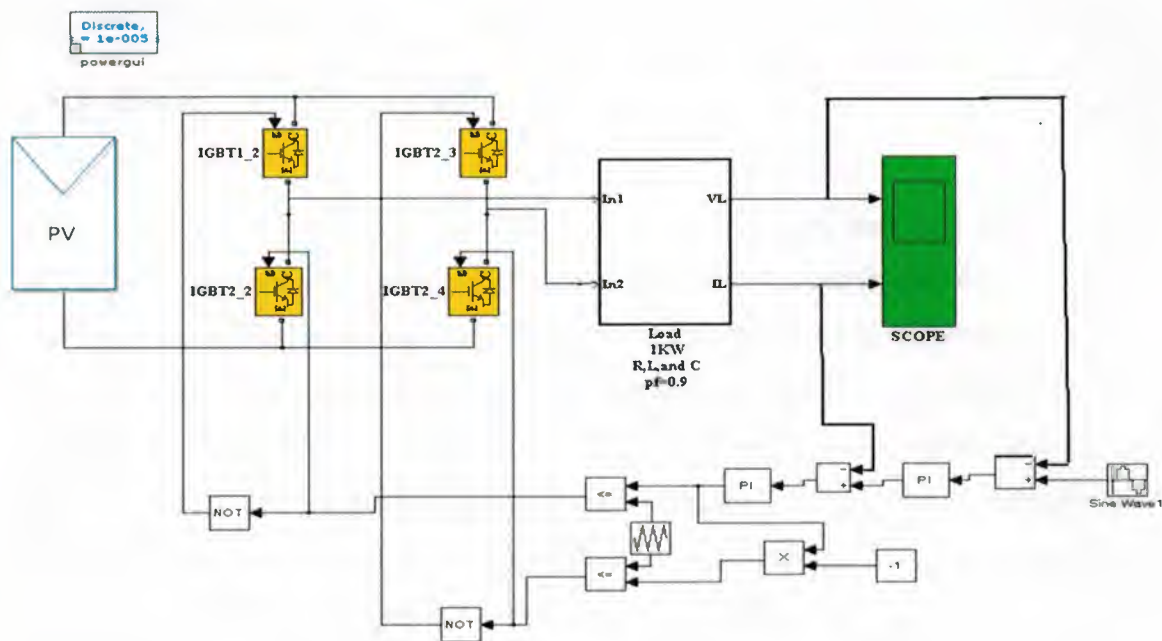 Discrete,
= 1e-005
powergui
PV
IGBT1_2
g
C
E
IGBT2_3
g
C
E
IGBT2_2
g
C
E
IGBT2_4
g
C
E
In1
VL
In2
IL
Load
1KW
R,L,and C
pf=0.9
SCOPE
NOT
<=
PI
-
+
PI
-
+
Sine Wave1
<=
X
-1
NOT